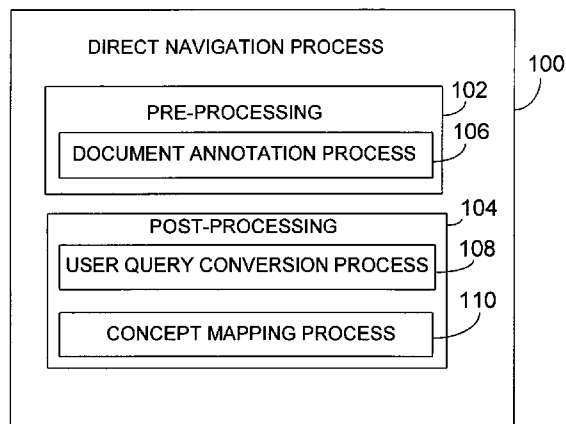 DIRECT NAVIGATION PROCESS
100
102
PRE-PROCESSING
106
DOCUMENT ANNOTATION PROCESS
104
POST-PROCESSING
108
USER QUERY CONVERSION PROCESS
110
CONCEPT MAPPING PROCESS